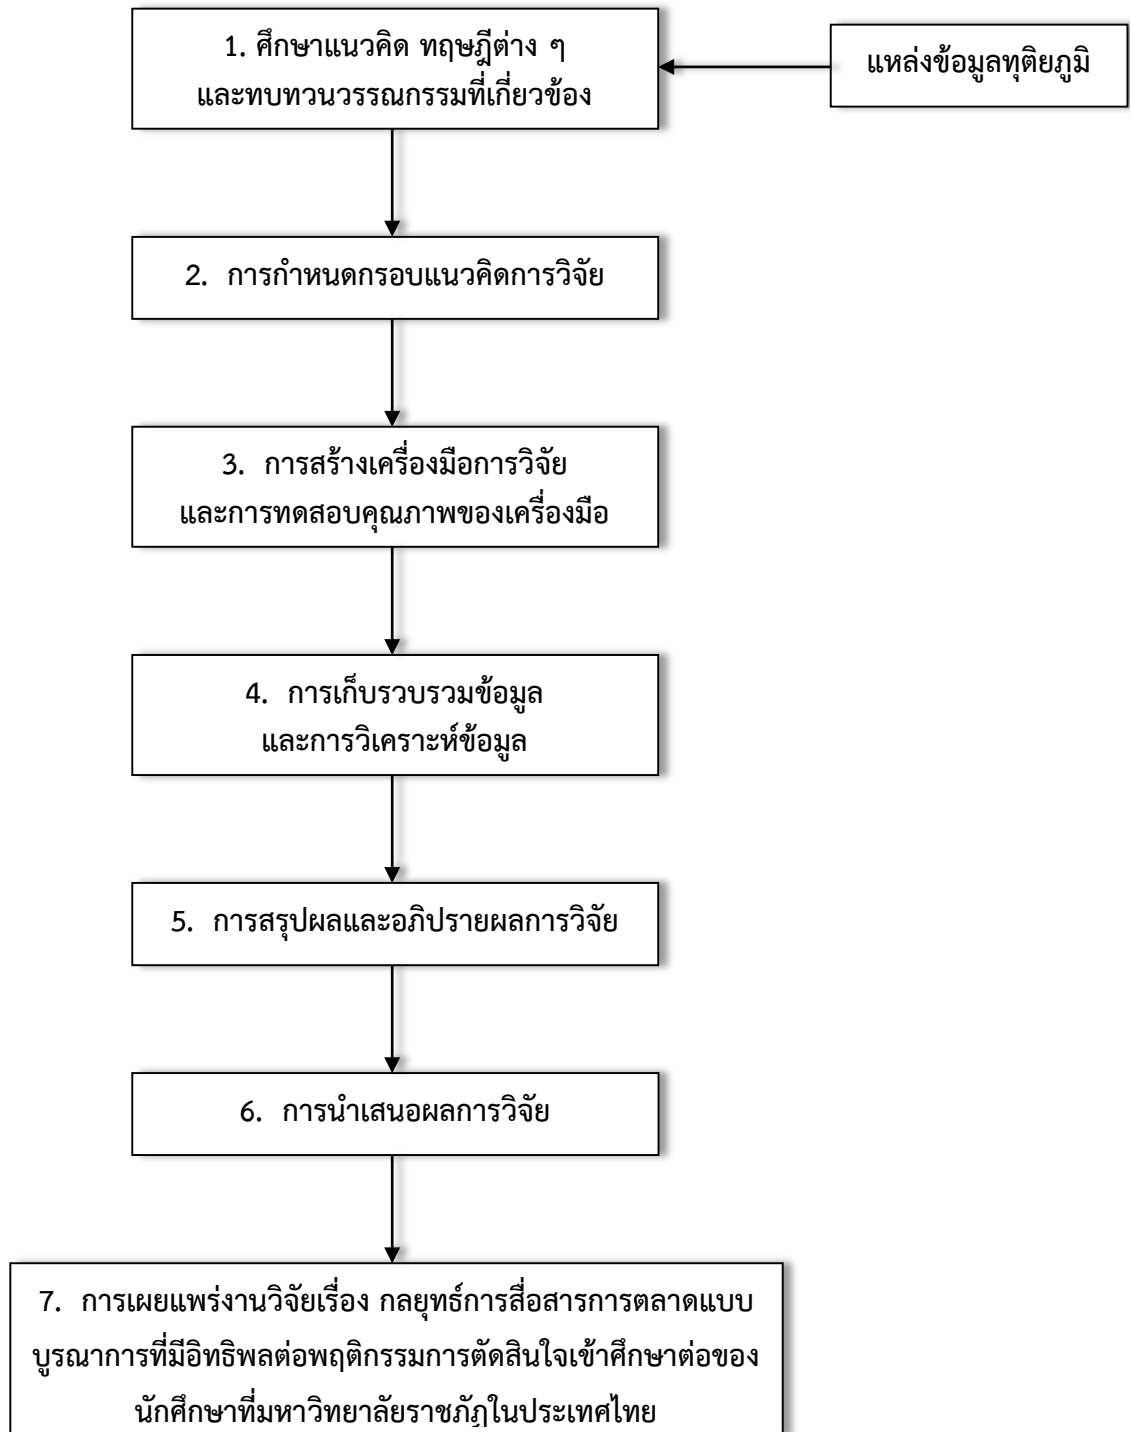 1. ศึกษาแนวคิด ทฤษฎีต่าง ๆ
และทบทวนวรรณกรรมที่เกี่ยวข้อง
แหล่งข้อมูลทุติยภูมิ
2. การกำหนดกรอบแนวคิดการวิจัย
3. การสร้างเครื่องมือการวิจัย
และการทดสอบคุณภาพของเครื่องมือ
4. การเก็บรวบรวมข้อมูล
และการวิเคราะห์ข้อมูล
5. การสรุปผลและอภิปรายผลการวิจัย
6. การนำเสนอผลการวิจัย
7. การเผยแพร่งานวิจัยเรื่อง กลยุทธ์การสื่อสารการตลาดแบบ
บูรณาการที่มีอิทธิพลต่อพฤติกรรมการตัดสินใจเข้าศึกษาต่อของ
นักศึกษาที่มหาวิทยาลัยราชภัฏในประเทศไทย